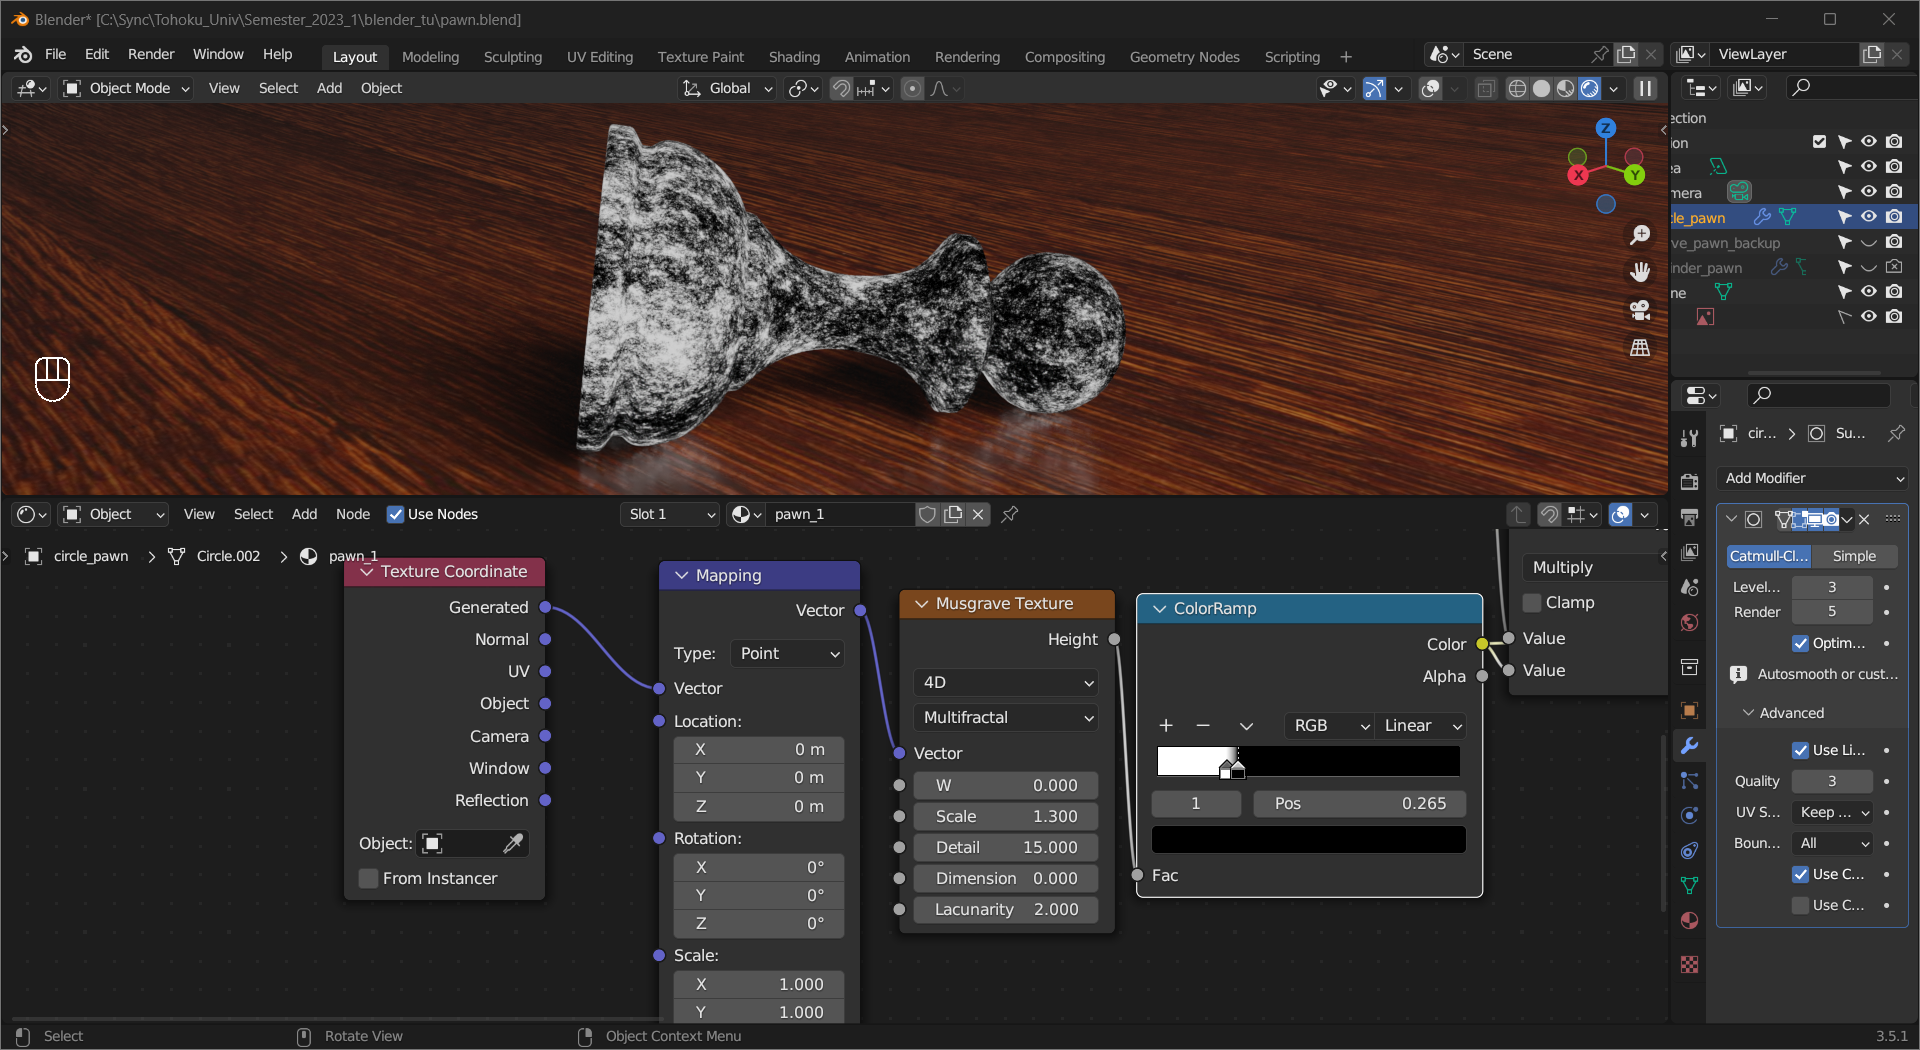 Blender* [C:\Sync\Tohoku_Univ\Semester_2023_1\blender_tu\pawn.blend]
File Edit Render Window Help Layout Modeling Sculpting UV Editing Texture Paint Shading Animation Rendering Compositing Geometry Nodes Scripting + Scene ViewLayer
Object Mode View Select Add Object Global
ection
ion
ea
mera
cle_pawn
ve_pawn_backup
inder_pawn
ne
Z
X
Y
cir... > Su...
Add Modifier
Catmull-Cl... Simple
Level... 3
Render 5
Optim...
Autosmooth or cust...
Advanced
Use Li...
Quality 3
UV S... Keep ...
Boun... All
Use C...
Use C...
Object View Select Add Node Use Nodes Slot 1 pawn_1
circle_pawn > Circle.002 > pawn_1
Texture Coordinate
Generated
Normal
UV
Object
Camera
Window
Reflection
Object:
From Instancer
Mapping
Vector
Type: Point
Vector
Location:
X 0 m
Y 0 m
Z 0 m
Rotation:
X 0°
Y 0°
Z 0°
Scale:
X 1.000
Y 1.000
Musgrave Texture
Height
4D
Multifractal
Vector
W 0.000
Scale 1.300
Detail 15.000
Dimension 0.000
Lacunarity 2.000
ColorRamp
Color
Alpha
RGB Linear
1 Pos 0.265
Fac
Multiply
Clamp
Value
Value
Select Rotate View Object Context Menu 3.5.1